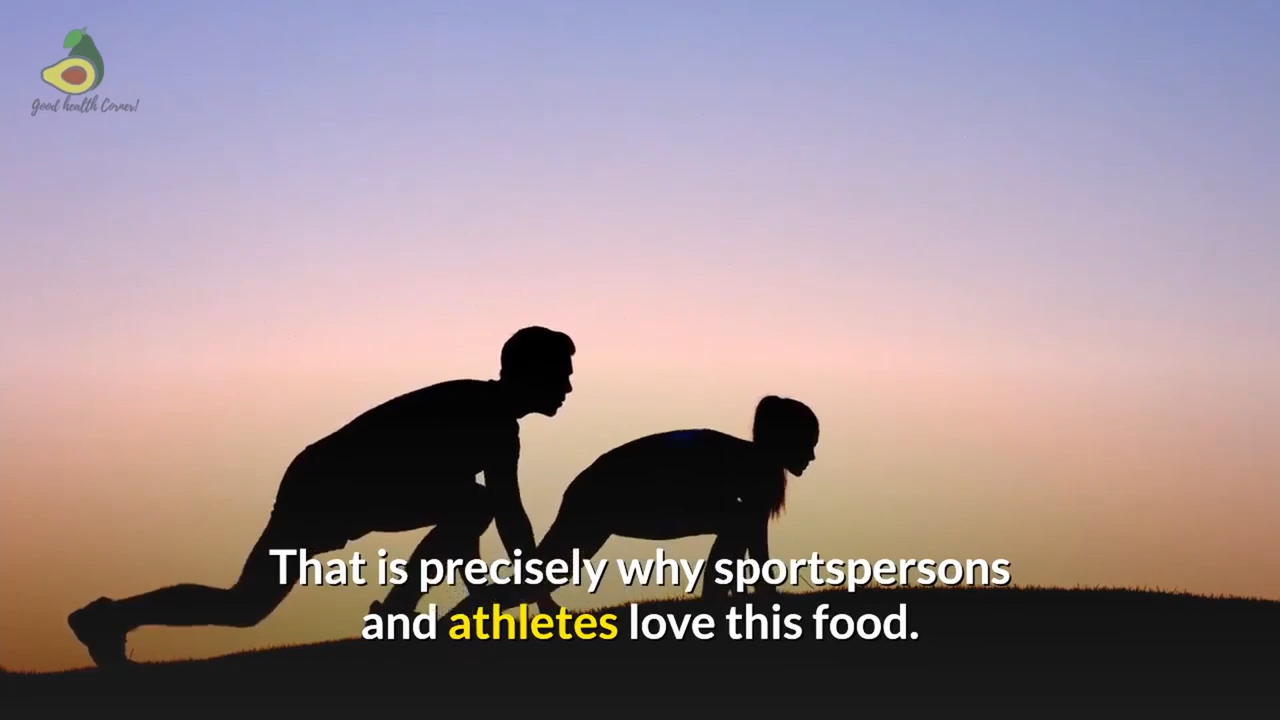 Good health Corner!
That is precisely why sportspersons
and athletes love this food.